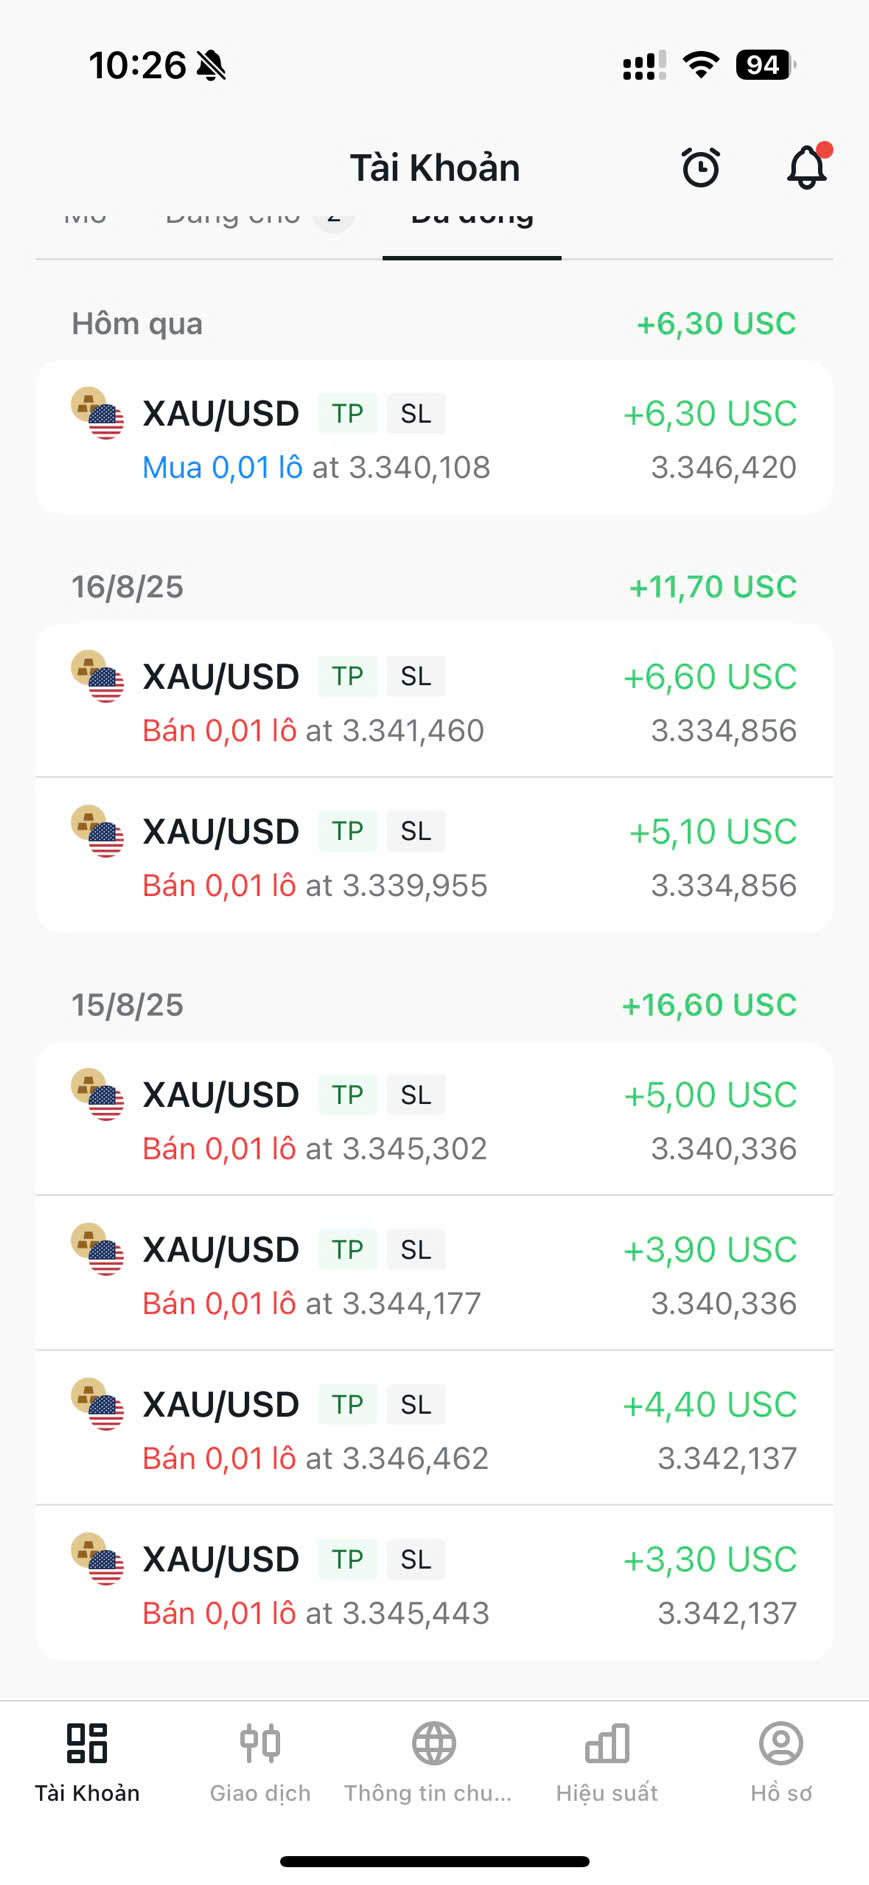 10:26
94
Tài Khoản
Mở Đang chờ 2 Đã đóng
Hôm qua +6,30 USC
XAU/USD TP SL +6,30 USC
Mua 0,01 lô at 3.340,108 3.346,420
16/8/25 +11,70 USC
XAU/USD TP SL +6,60 USC
Bán 0,01 lô at 3.341,460 3.334,856
XAU/USD TP SL +5,10 USC
Bán 0,01 lô at 3.339,955 3.334,856
15/8/25 +16,60 USC
XAU/USD TP SL +5,00 USC
Bán 0,01 lô at 3.345,302 3.340,336
XAU/USD TP SL +3,90 USC
Bán 0,01 lô at 3.344,177 3.340,336
XAU/USD TP SL +4,40 USC
Bán 0,01 lô at 3.346,462 3.342,137
XAU/USD TP SL +3,30 USC
Bán 0,01 lô at 3.345,443 3.342,137
Tài Khoản Giao dịch Thông tin chu... Hiệu suất Hồ sơ